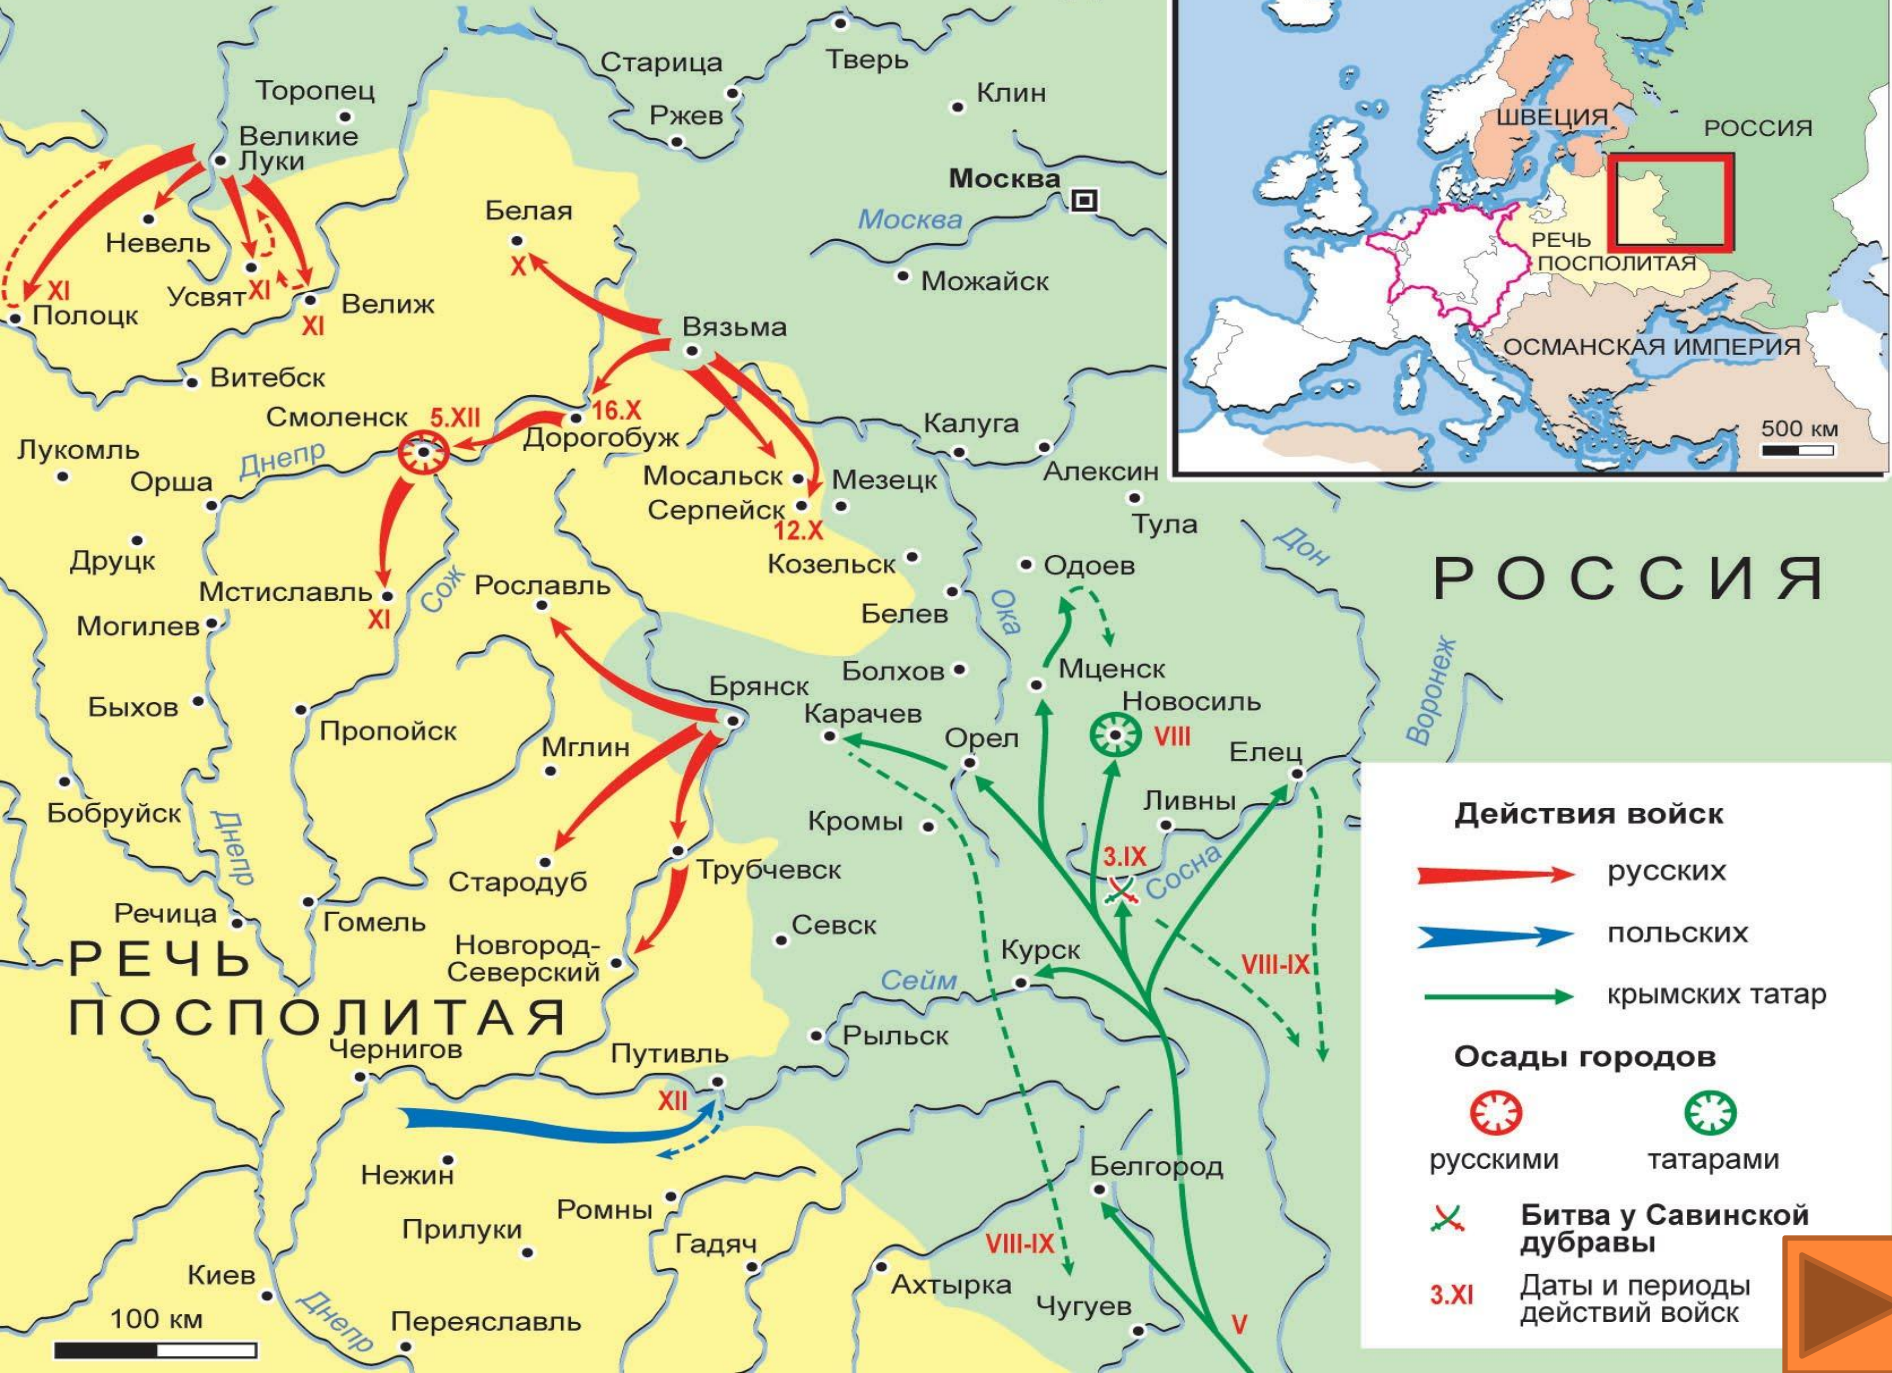 Торопец
Старица
Тверь
Ржев
Клин
Великие
Луки
Москва
Москва
Можайск
Невель
Белая
X
XI
Усвят
XI
Полоцк
Велиж
XI
Вязьма
Витебск
Смоленск
5.XII
16.X
Дорогобуж
Калуга
Алексин
Лукомль
Днепр
Орша
Мосальск
Мезецк
Серпейск
12.X
Тула
Дон
Друцк
Козельск
Одоев
РОССИЯ
Мстиславль
XI
Сож
Рославль
Белев
Ока
Могилев
Болхов
Мценск
Воронеж
Быхов
Брянск
Новосиль
VIII
Пропойск
Карачев
Мглин
Орел
Елец
Бобруйск
Днепр
Кромы
Ливны
3.IX
Сосна
Стародуб
Трубчевск
Речица
Гомель
Севск
Новгород-
Северский
Курск
VIII-IX
РЕЧЬ
ПОСПОЛИТАЯ
Сейм
Чернигов
Путивль
Рыльск
XII
Нежин
Белгород
Прилуки
Ромны
Гадяч
VIII-IX
Ахтырка
Чугуев
V
Киев
Днепр
Переяславль
100 км
ШВЕЦИЯ
РОССИЯ
РЕЧЬ
ПОСПОЛИТАЯ
ОСМАНСКАЯ ИМПЕРИЯ
500 км
Действия войск
русских
польских
крымских татар
Осады городов
русскими
татарами
Битва у Савинской
дубравы
3.XI
Даты и периоды
действий войск